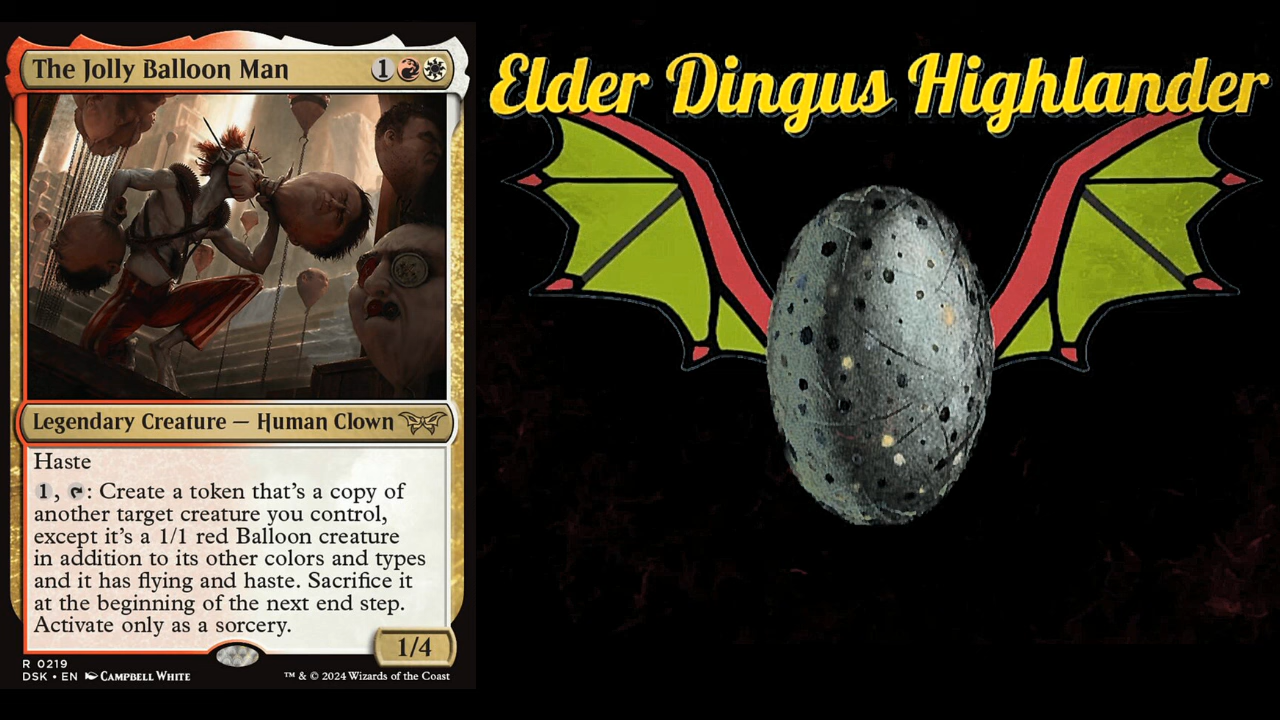 The Jolly Balloon Man
1
Elder Dingus Highlander
Legendary Creature — Human Clown
Haste
1, : Create a token that's a copy of
another target creature you control,
except it's a 1/1 red Balloon creature
in addition to its other colors and types
and it has flying and haste. Sacrifice it
at the beginning of the next end step.
Activate only as a sorcery.
1/4
R 0219
DSK • EN CAMPBELL WHITE
™ & © 2024 Wizards of the Coast